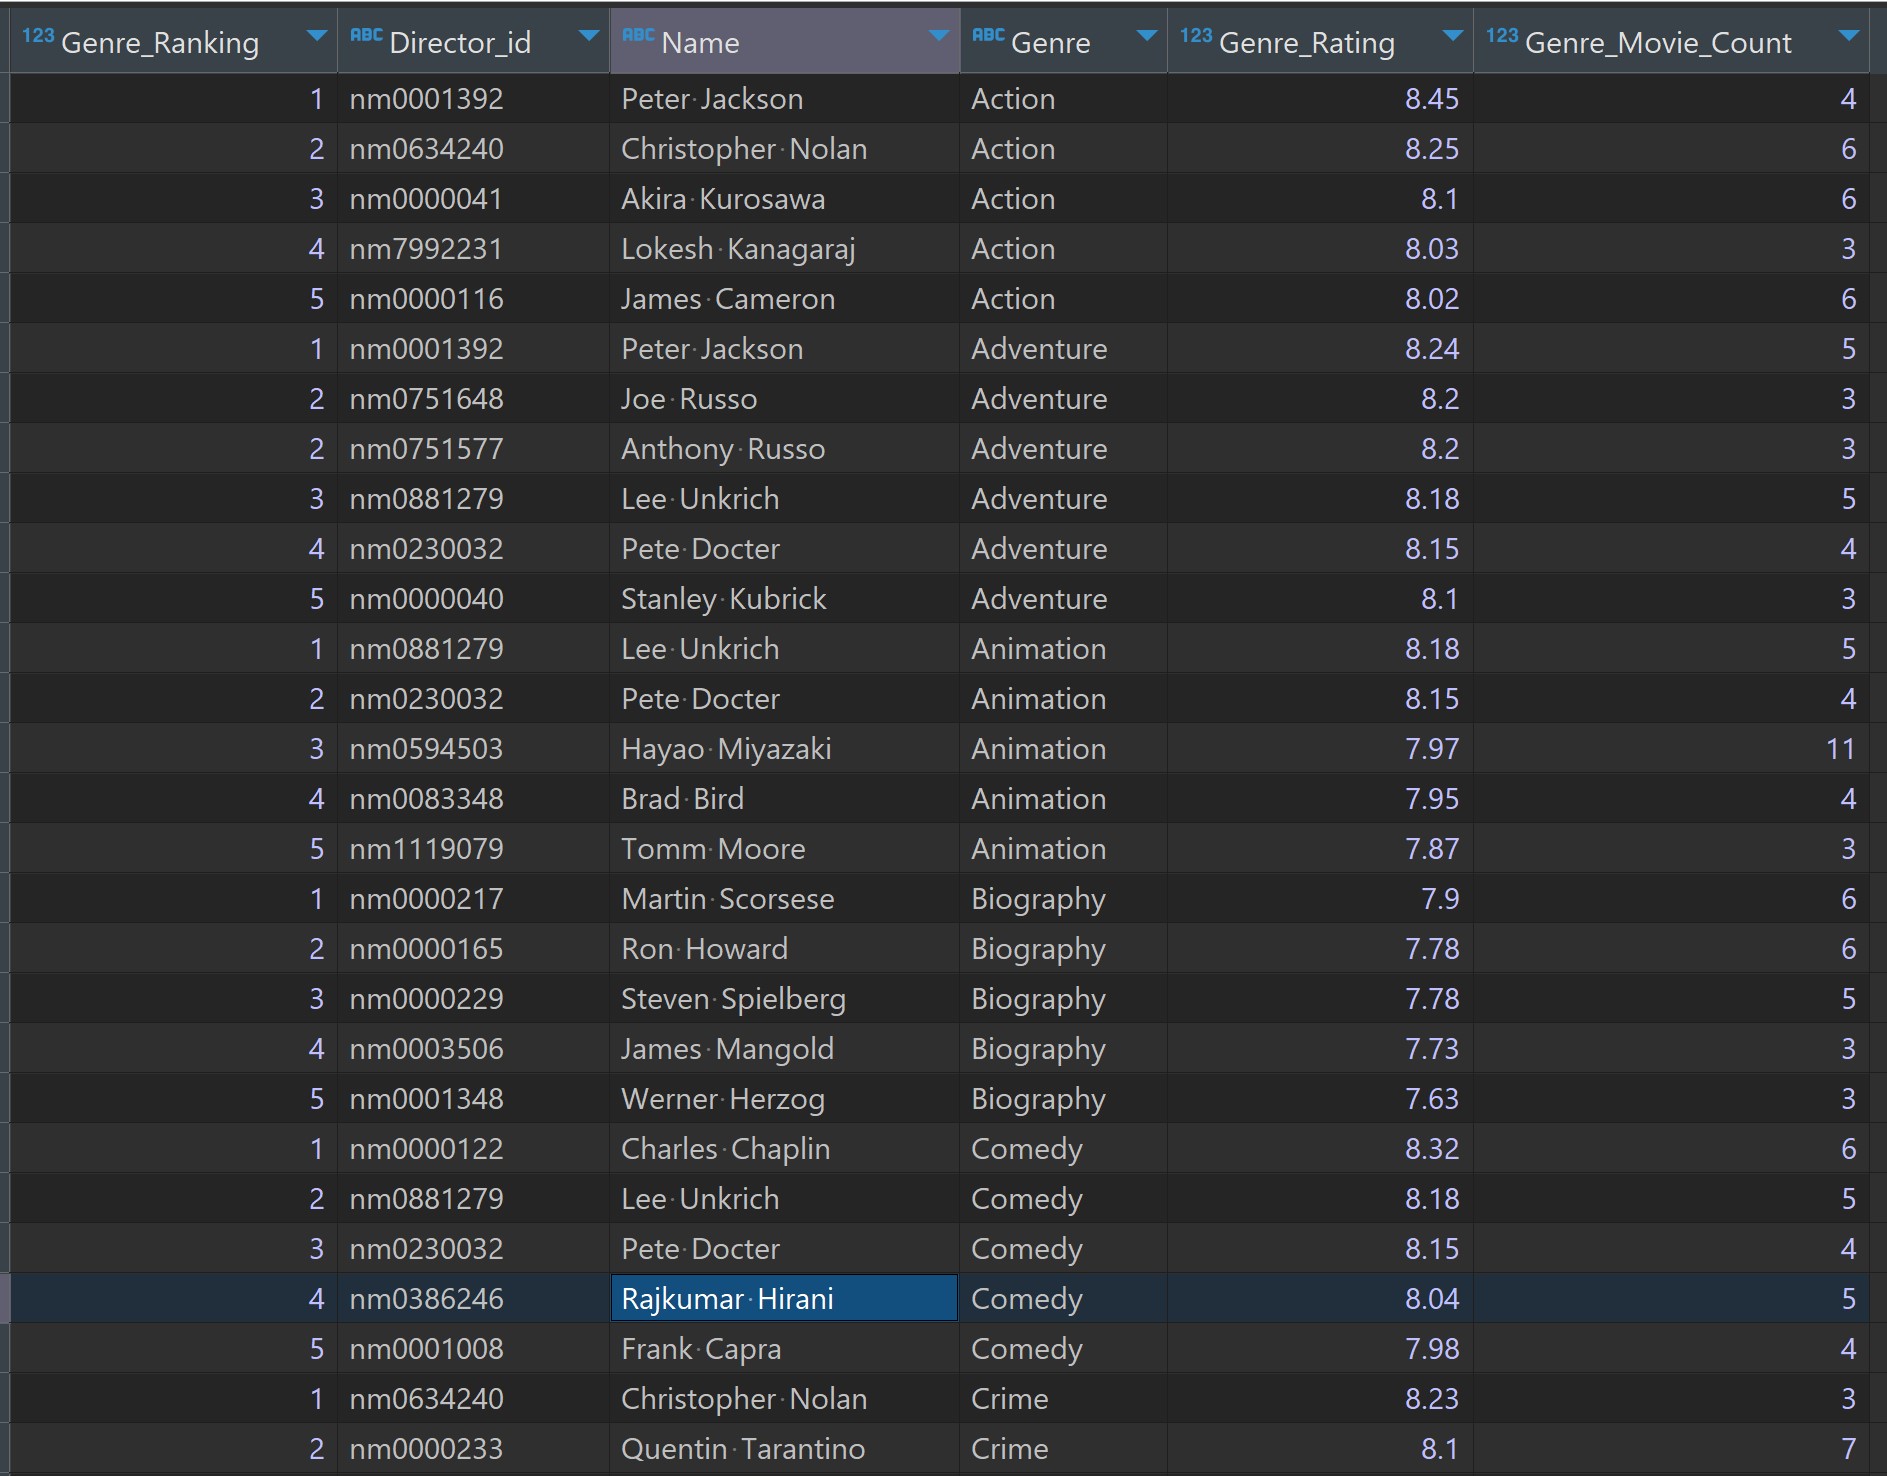 123 Genre_Ranking ABC Director_id ABC Name ABC Genre 123 Genre_Rating 123 Genre_Movie_Count
1 nm0001392 Peter·Jackson Action 8.45 4
2 nm0634240 Christopher·Nolan Action 8.25 6
3 nm0000041 Akira·Kurosawa Action 8.1 6
4 nm7992231 Lokesh·Kanagaraj Action 8.03 3
5 nm0000116 James·Cameron Action 8.02 6
1 nm0001392 Peter·Jackson Adventure 8.24 5
2 nm0751648 Joe·Russo Adventure 8.2 3
2 nm0751577 Anthony·Russo Adventure 8.2 3
3 nm0881279 Lee·Unkrich Adventure 8.18 5
4 nm0230032 Pete·Docter Adventure 8.15 4
5 nm0000040 Stanley·Kubrick Adventure 8.1 3
1 nm0881279 Lee·Unkrich Animation 8.18 5
2 nm0230032 Pete·Docter Animation 8.15 4
3 nm0594503 Hayao·Miyazaki Animation 7.97 11
4 nm0083348 Brad·Bird Animation 7.95 4
5 nm1119079 Tomm·Moore Animation 7.87 3
1 nm0000217 Martin·Scorsese Biography 7.9 6
2 nm0000165 Ron·Howard Biography 7.78 6
3 nm0000229 Steven·Spielberg Biography 7.78 5
4 nm0003506 James·Mangold Biography 7.73 3
5 nm0001348 Werner·Herzog Biography 7.63 3
1 nm0000122 Charles·Chaplin Comedy 8.32 6
2 nm0881279 Lee·Unkrich Comedy 8.18 5
3 nm0230032 Pete·Docter Comedy 8.15 4
4 nm0386246 Rajkumar·Hirani Comedy 8.04 5
5 nm0001008 Frank·Capra Comedy 7.98 4
1 nm0634240 Christopher·Nolan Crime 8.23 3
2 nm0000233 Quentin·Tarantino Crime 8.1 7